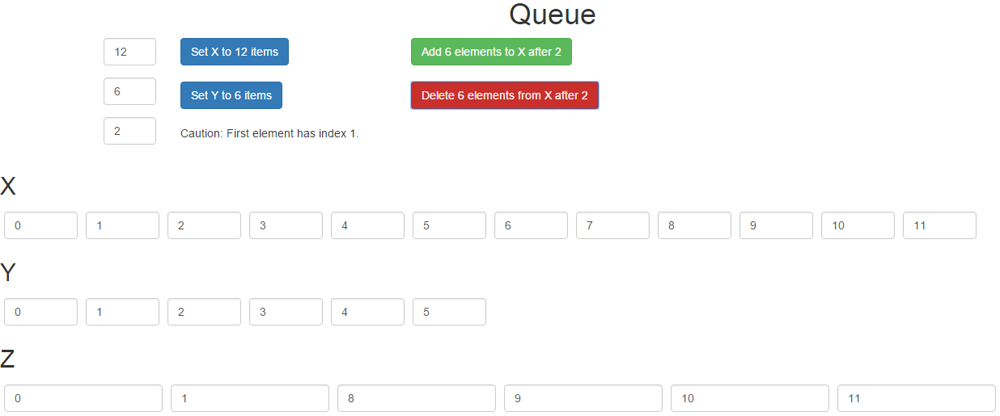 Queue
12 Set X to 12 items Add 6 elements to X after 2
6 Set Y to 6 items Delete 6 elements from X after 2
2 Caution: First element has index 1.
X
0 1 2 3 4 5 6 7 8 9 10 11
Y
0 1 2 3 4 5
Z
0 1 8 9 10 11